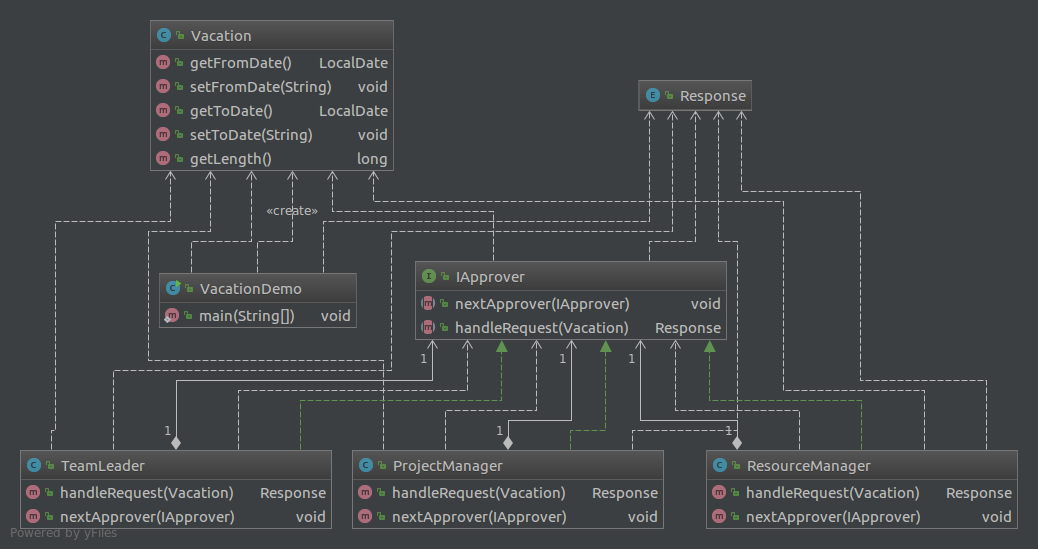 C Vacation
m getFromDate() LocalDate
m setFromDate(String) void
m getToDate() LocalDate
m setToDate(String) void
m getLength() long
E Response
«create»
C VacationDemo
m main(String[]) void
I IApprover
m nextApprover(IApprover) void
m handleRequest(Vacation) Response
1 1 1
1 1 1
C TeamLeader
m handleRequest(Vacation) Response
m nextApprover(IApprover) void
C ProjectManager
m handleRequest(Vacation) Response
m nextApprover(IApprover) void
C ResourceManager
m handleRequest(Vacation) Response
m nextApprover(IApprover) void
Powered by yFiles